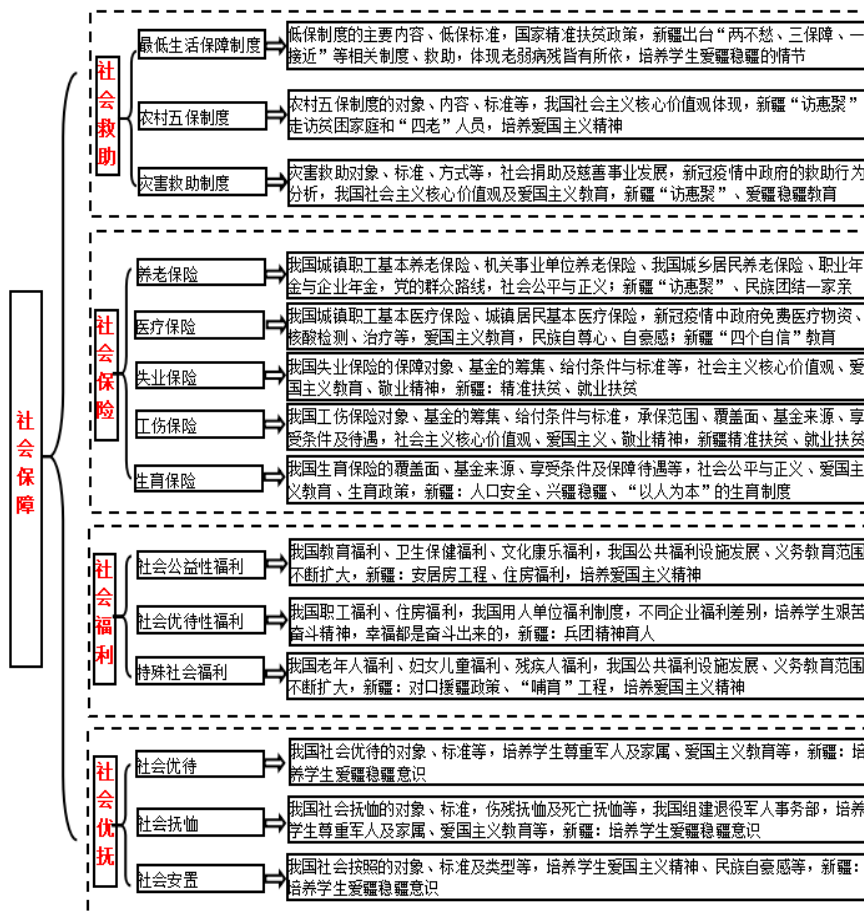 社会保障
社会救助
最低生活保障制度
低保制度的主要内容、低保标准，国家精准扶贫政策，新疆出台“两不愁、三保障、一
接近”等相关制度、救助，体现老弱病残皆有所依，培养学生爱疆稳疆的情节
农村五保制度
农村五保制度的对象、内容、标准等，我国社会主义核心价值观体现，新疆“访惠聚”
走访贫困家庭和“四老”人员，培养爱国主义精神
灾害救助制度
灾害救助对象、标准、方式等，社会捐助及慈善事业发展，新冠疫情中政府的救助行为
分析，我国社会主义核心价值观及爱国主义教育，新疆“访惠聚”、爱疆稳疆教育
社会保险
养老保险
我国城镇职工基本养老保险、机关事业单位养老保险、我国城乡居民养老保险、职业年
金与企业年金，党的群众路线，社会公平与正义；新疆“访惠聚”、民族团结一家亲
医疗保险
我国城镇职工基本医疗保险，城镇居民基本医疗保险，新冠疫情中政府免费医疗物资、
核酸检测、治疗等，爱国主义教育，民族自尊心、自豪感；新疆“四个自信”教育
失业保险
我国失业保险的保障对象、基金的筹集、给付条件与标准等，社会主义核心价值观、爱
国主义教育、敬业精神，新疆：精准扶贫、就业扶贫
工伤保险
我国工伤保险对象、基金的筹集、给付条件与标准，承保范围、覆盖面、基金来源、享
受条件及待遇，社会主义核心价值观、爱国主义、敬业精神，新疆精准扶贫、就业扶贫
生育保险
我国生育保险的覆盖面、基金来源、享受条件及保障待遇等，社会公平与正义、爱国主
义教育、生育政策，新疆：人口安全、兴疆稳疆、“以人为本”的生育制度
社会福利
社会公益性福利
我国教育福利、卫生保健福利、文化康乐福利，我国公共福利设施发展、义务教育范围
不断扩大，新疆：安居房工程、住房福利，培养爱国主义精神
社会优待性福利
我国职工福利、住房福利，我国用人单位福利制度，不同企业福利差别，培养学生艰苦
奋斗精神，幸福都是奋斗出来的，新疆：兵团精神育人
特殊社会福利
我国老年人福利、妇女儿童福利、残疾人福利，我国公共福利设施发展、义务教育范围
不断扩大，新疆：对口援疆政策、“哺育”工程，培养爱国主义精神
社会优抚
社会优待
我国社会优待的对象、标准等，培养学生尊重军人及家属、爱国主义教育等，新疆：培
养学生爱疆稳疆意识
社会抚恤
我国社会抚恤的对象、标准，伤残抚恤及死亡抚恤等，我国组建退役军人事务部，培养
学生尊重军人及家属、爱国主义教育等，新疆：培养学生爱疆稳疆意识
社会安置
我国社会按照的对象、标准及类型等，培养学生爱国主义精神、民族自豪感等，新疆：
培养学生爱疆稳疆意识